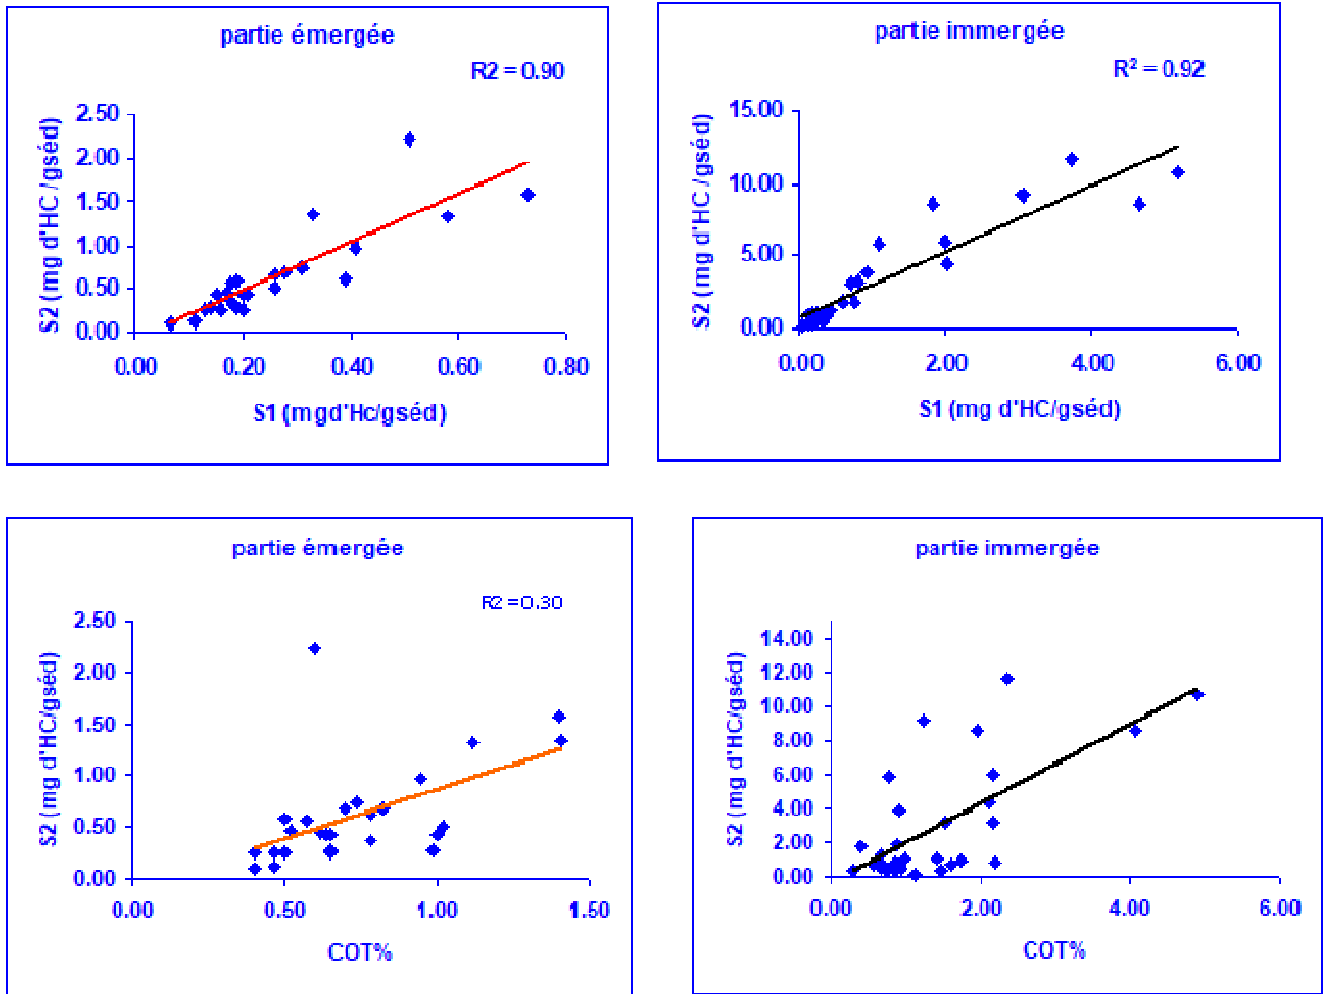 partie émergée
R2 = 0.90
S2 (mg d'HC /gséd)
2.50
2.00
1.50
1.00
0.50
0.00
0.00 0.20 0.40 0.60 0.80
S1 (mgd'Hc/gséd)
partie immergée
R² = 0.92
S2 (mg d'HC /gséd)
15.00
10.00
5.00
0.00
0.00 2.00 4.00 6.00
S1 (mg d'HC/gséd)
partie émergée
R2 = 0.30
S2 (mg d'HC/gséd)
2.50
2.00
1.50
1.00
0.50
0.00
0.00 0.50 1.00 1.50
COT%
partie immergée
S2 (mg d'HC/gséd)
14.00
12.00
10.00
8.00
6.00
4.00
2.00
0.00
0.00 2.00 4.00 6.00
COT%